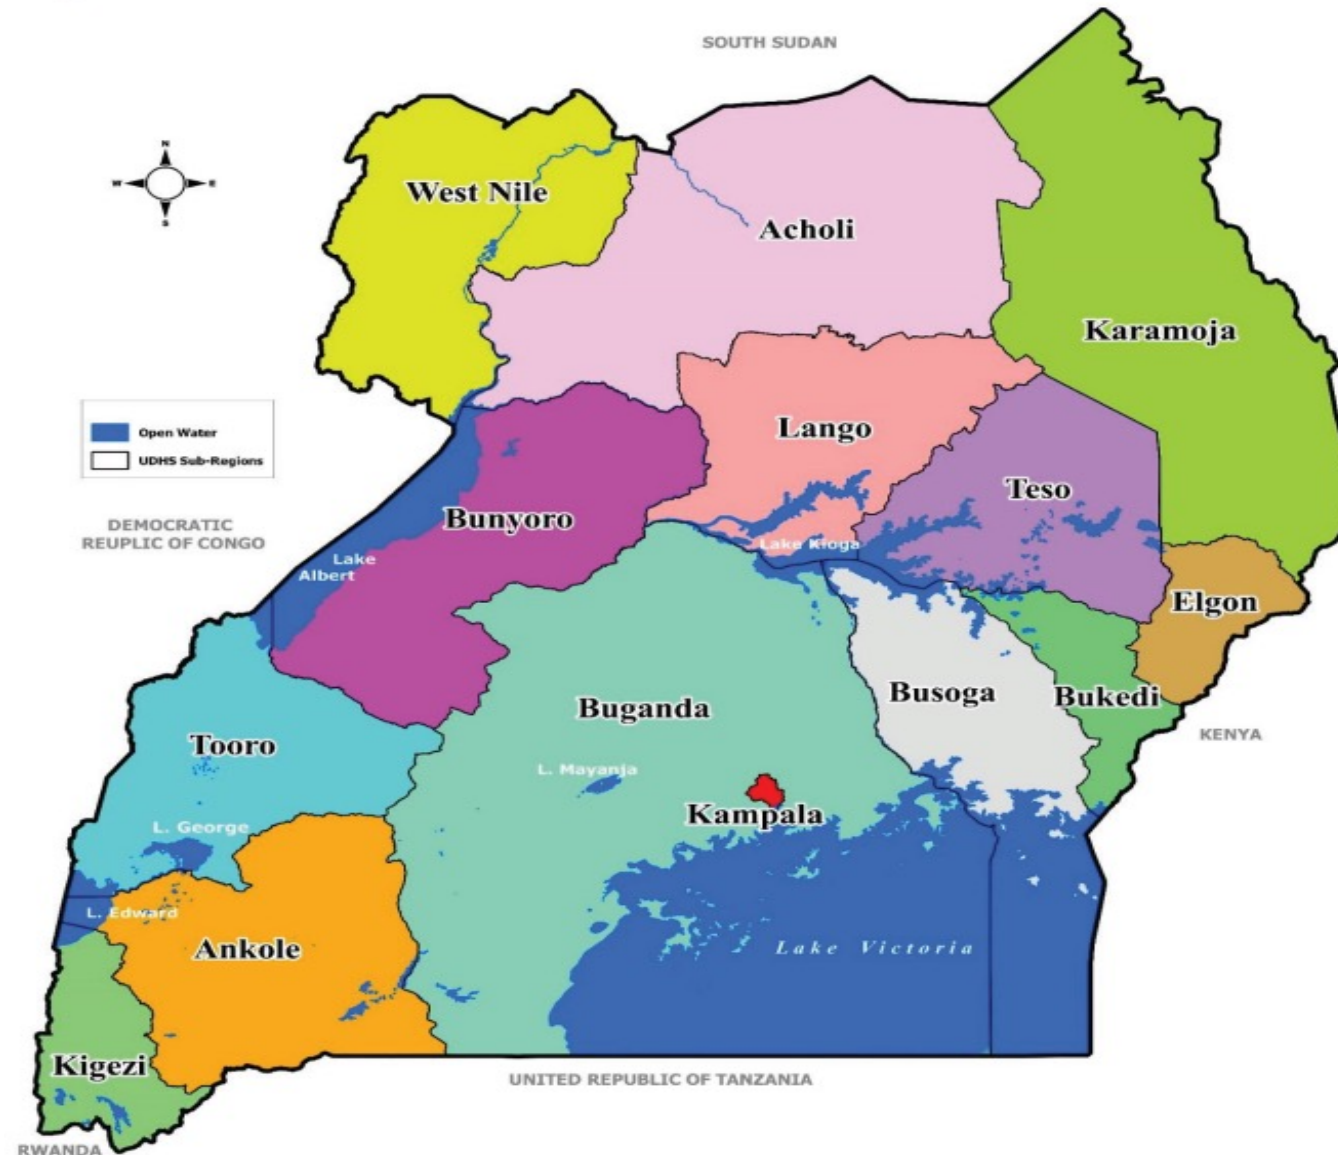 SOUTH SUDAN
N
W
E
S
West Nile
Acholi
Karamoja
Open Water
UDHS Sub-Regions
Lango
Teso
Bunyoro
DEMOCRATIC
REUPLIC OF CONGO
Lake Kioga
Lake
Albert
Elgon
Busoga
Bukedi
Buganda
KENYA
Tooro
L. Mayanja
Kampala
L. George
L. Edward
Ankole
Lake Victoria
Kigezi
UNITED REPUBLIC OF TANZANIA
RWANDA